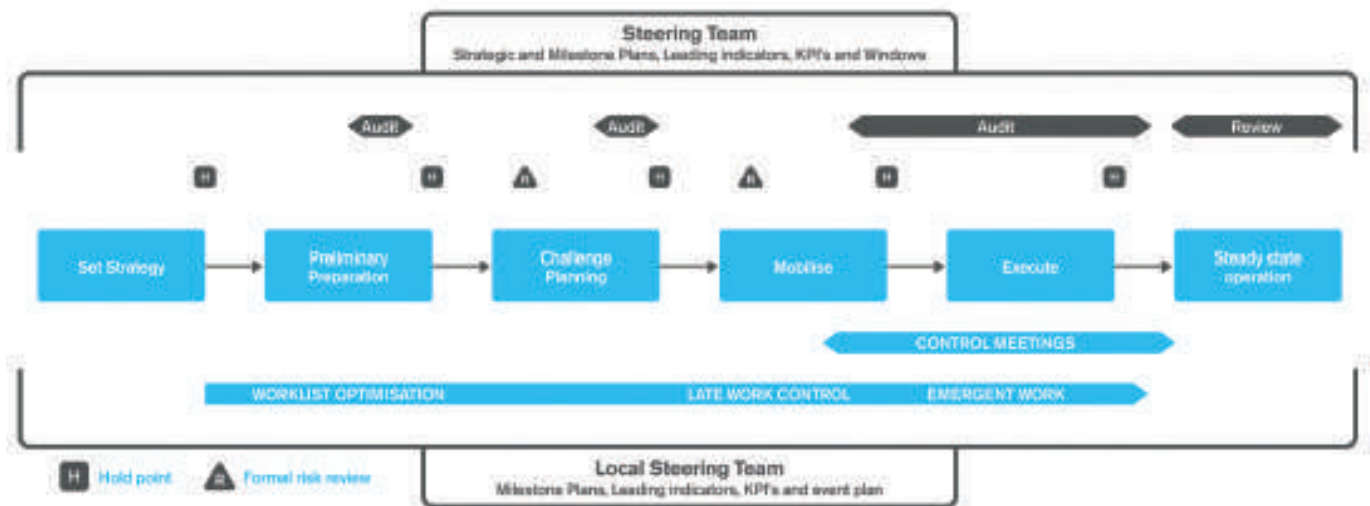 Steering Team
Strategic and Milestone Plans, Leading indicators, KPI's and Windows
Audit
Audit
Audit
Review
H
H
R
H
R
H
H
Set Strategy
Preliminary
Preparation
Challenge
Planning
Mobilise
Execute
Steady state
operation
CONTROL MEETINGS
WORKLIST OPTIMISATION
LATE WORK CONTROL
EMERGENT WORK
H Hold point
R Formal risk review
Local Steering Team
Milestone Plans, Leading indicators, KPI's and event plan